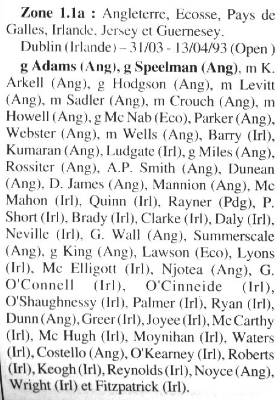 Zone 1.1a : Angleterre, Ecosse, Pays de
Galles, Irlande, Jersey et Guernesey.
Dublin (Irlande) – 31/03 - 13/04/93 (Open )
g Adams (Ang), g Speelman (Ang), m K.
Arkell (Ang), g Hodgson (Ang), m Levitt
(Ang), m Sadler (Ang), m Crouch (Ang), m
Howell (Ang), g Mc Nab (Eco), Parker (Ang),
Webster (Ang), m Wells (Ang), Barry (Irl),
Kumaran (Ang), Ludgate (Irl), g Miles (Ang),
Rossiter (Ang), A.P. Smith (Ang), Dunean
(Ang), D. James (Ang), Mannion (Ang), Mc
Mahon (Irl), Quinn (Irl), Rayner (Pdg), P.
Short (Irl), Brady (Irl), Clarke (Irl), Daly (Irl),
Neville (Irl), G. Wall (Ang), Summerscale
(Ang), g King (Ang), Lawson (Eco), Lyons
(Irl), Mc Elligott (Irl), Njotea (Ang), G.
O'Connell (Irl), O'Cinneide (Irl),
O'Shaughnessy (Irl), Palmer (Irl), Ryan (Irl),
Dunn (Ang), Greer (Irl), Joyee (Irl), Mc Carthy
(Irl), Mc Hugh (Irl), Moynihan (Irl), Waters
(Irl), Costello (Ang), O'Kearney (Irl), Roberts
(Irl), Keogh (Irl), Reynolds (Irl), Noyce (Ang),
Wright (Irl) et Fitzpatrick (Irl).